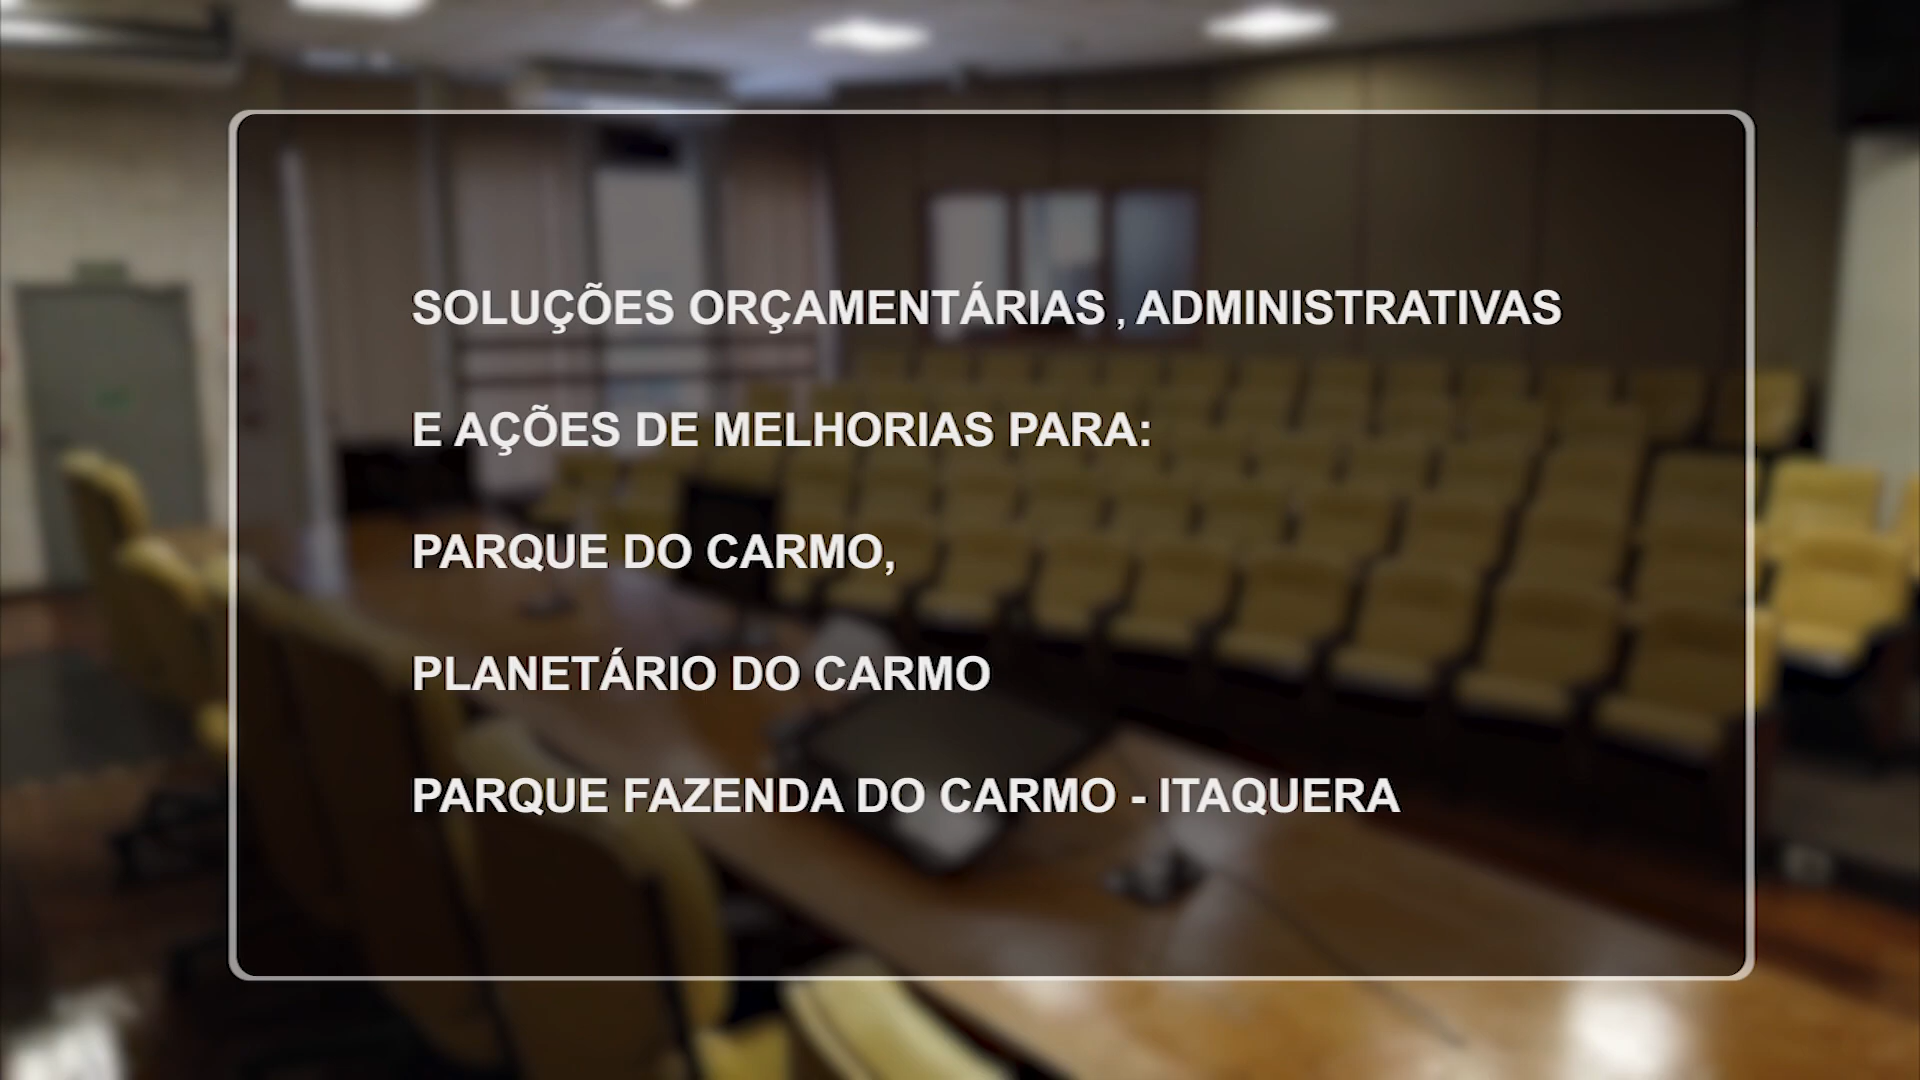 SOLUÇÕES ORÇAMENTÁRIAS , ADMINISTRATIVAS
E AÇÕES DE MELHORIAS PARA:
PARQUE DO CARMO,
PLANETÁRIO DO CARMO
PARQUE FAZENDA DO CARMO - ITAQUERA